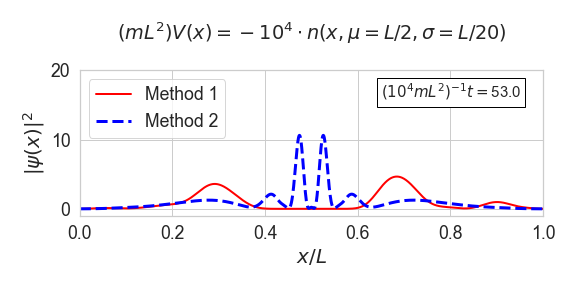 (mL²)V(x) = −10⁴ · n(x, μ = L/2, σ = L/20)
20
10
0
|ψ(x)|²
Method 1
Method 2
(10⁴mL²)⁻¹t = 53.0
0.0 0.2 0.4 0.6 0.8 1.0
x/L